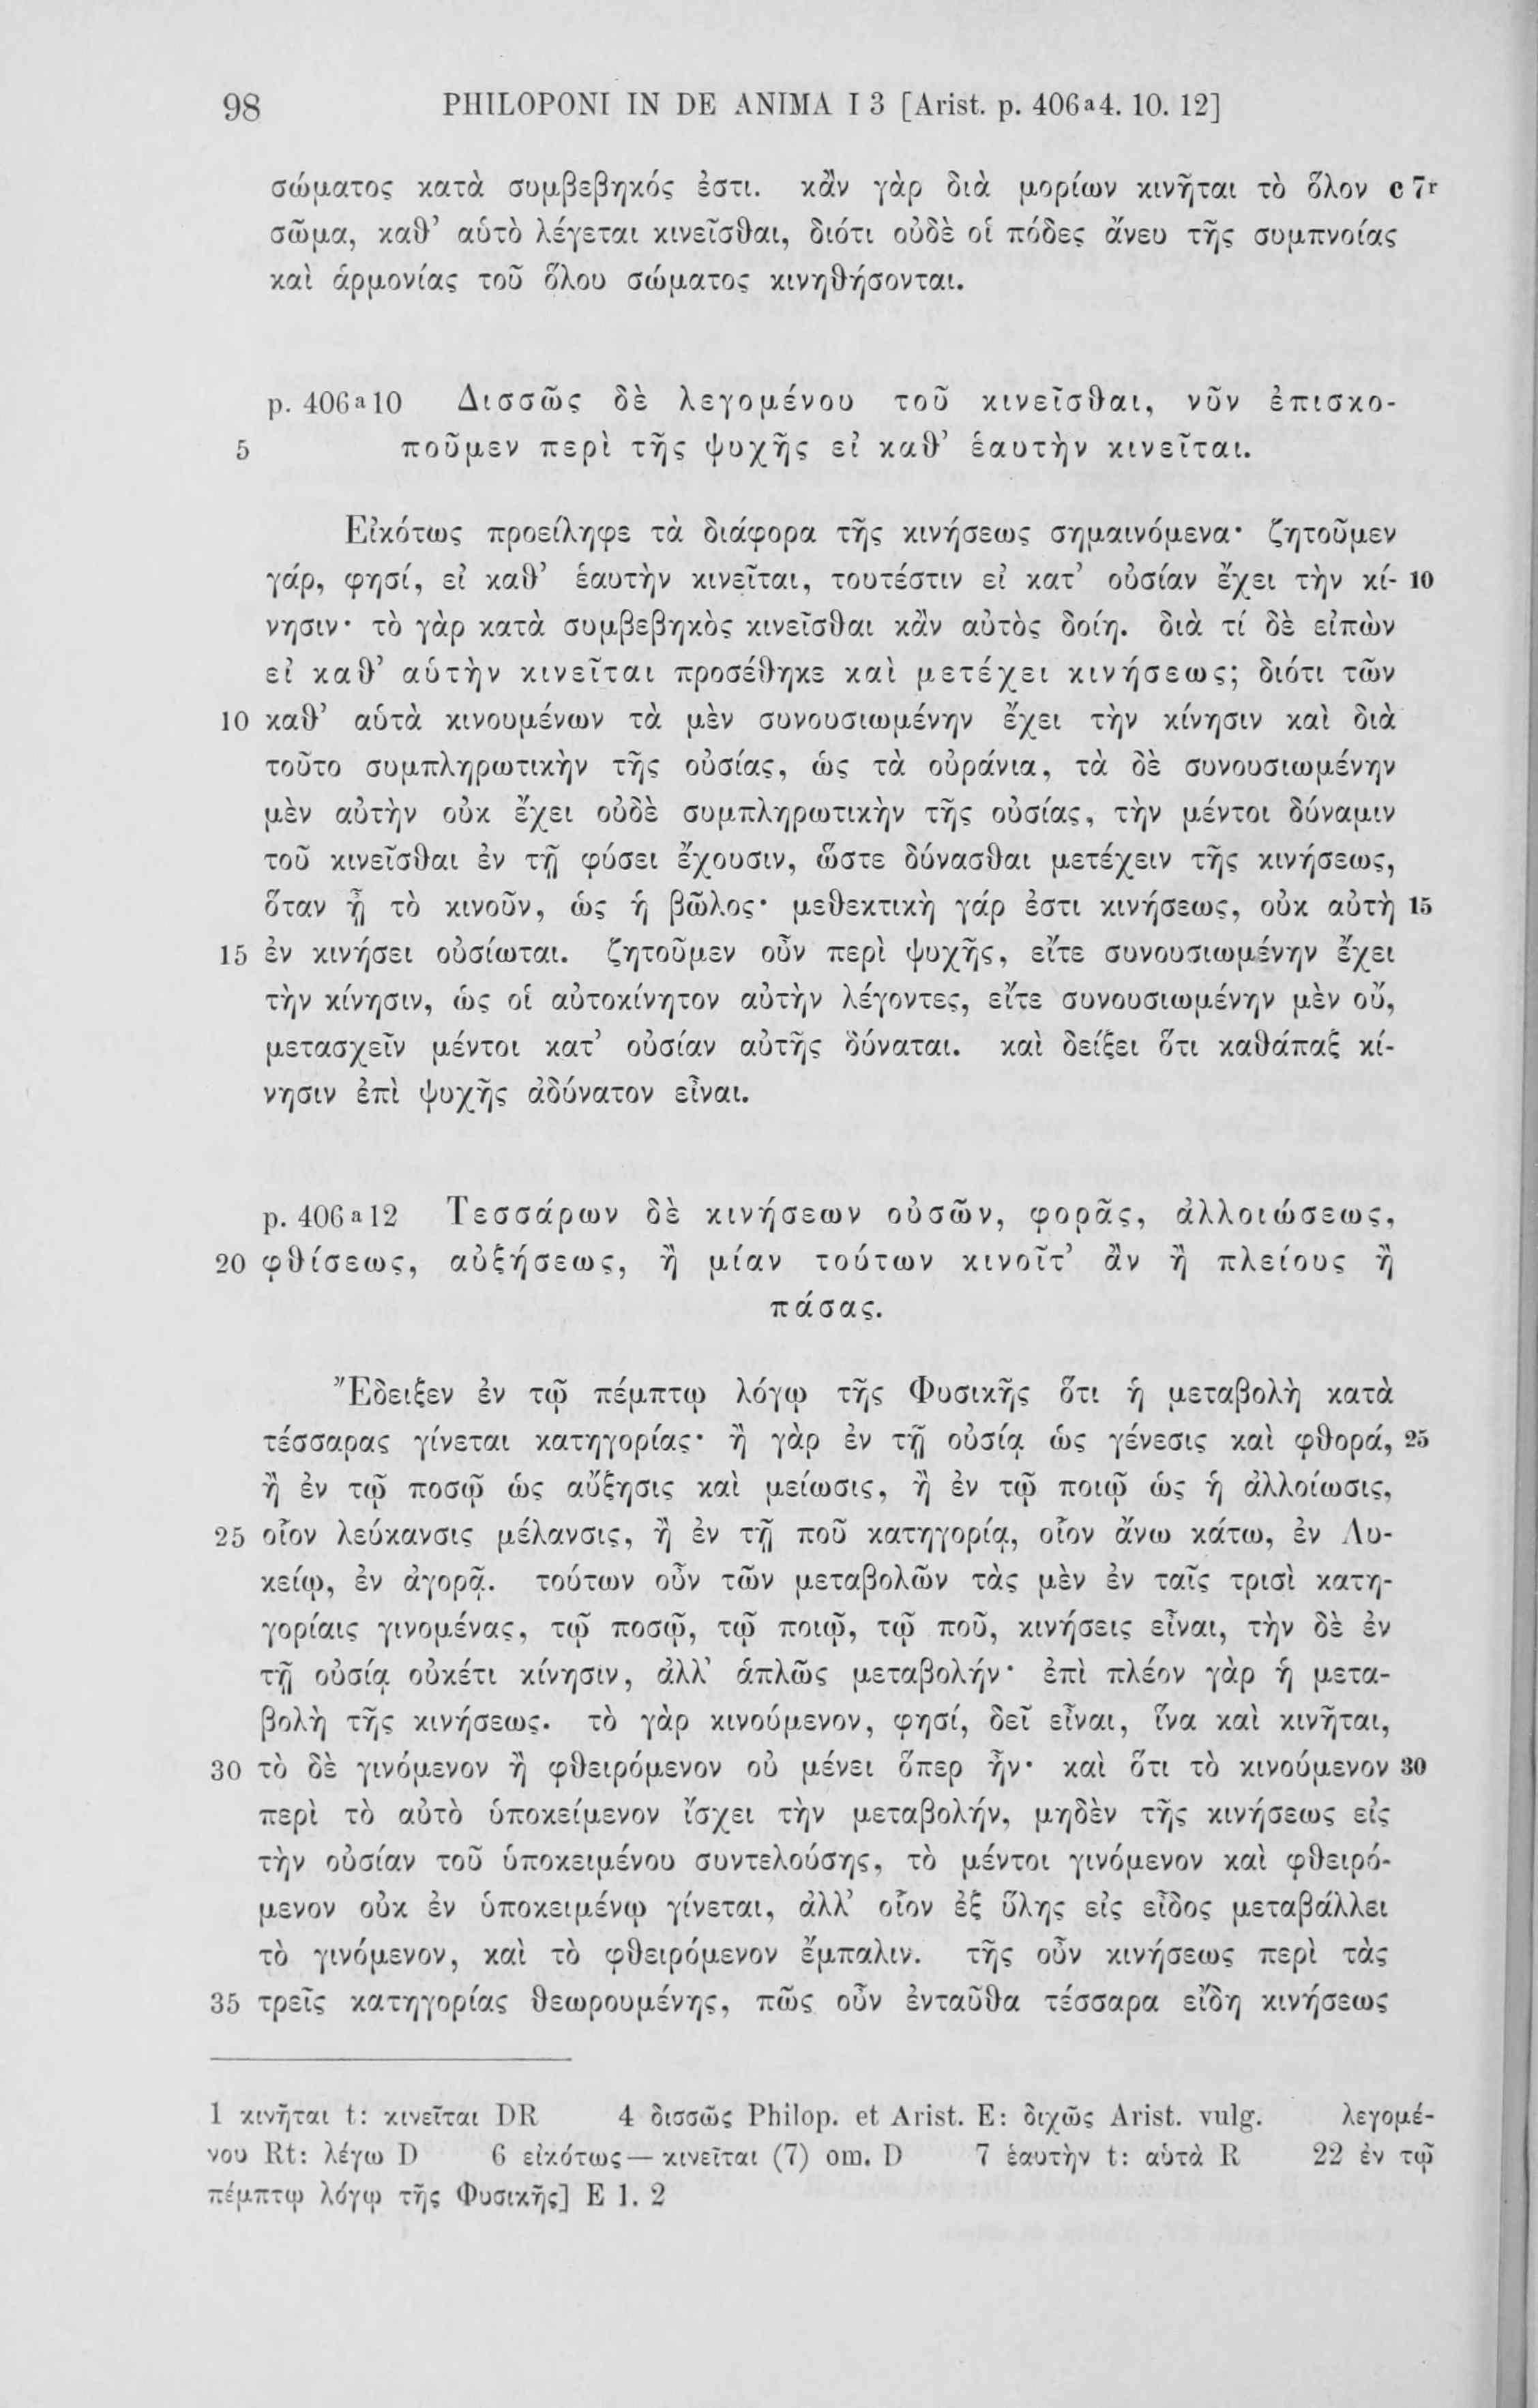 98 PHILOPONI IN DE ANIMA I 3 [Arist. p. 406a4. 10. 12]
σώματος κατὰ συμβεβηκός ἐστι. κἂν γὰρ διὰ μορίων κινῆται τὸ ὅλον c 7r
σῶμα, καθ’ αὑτὸ λέγεται κινεῖσθαι, διότι οὐδὲ οἱ πόδες ἄνευ τῆς συμπνοίας
καὶ ἁρμονίας τοῦ ὅλου σώματος κινηθήσονται.
p. 406a10 Δισσῶς δὲ λεγομένου τοῦ κινεῖσθαι, νῦν ἐπισκο-
5 ποῦμεν περὶ τῆς ψυχῆς εἰ καθ’ ἑαυτὴν κινεῖται.
Εἰκότως προείληφε τὰ διάφορα τῆς κινήσεως σημαινόμενα· ζητοῦμεν
γάρ, φησί, εἰ καθ’ ἑαυτὴν κινεῖται, τουτέστιν εἰ κατ’ οὐσίαν ἔχει τὴν κί- 10
νησιν· τὸ γὰρ κατὰ συμβεβηκὸς κινεῖσθαι κἂν αὐτὸς δοίη. διὰ τί δὲ εἰπὼν
εἰ καθ’ αὑτὴν κινεῖται προσέθηκε καὶ μετέχει κινήσεως; διότι τῶν
10 καθ’ αὑτὰ κινουμένων τὰ μὲν συνουσιωμένην ἔχει τὴν κίνησιν καὶ διὰ
τοῦτο συμπληρωτικὴν τῆς οὐσίας, ὡς τὰ οὐράνια, τὰ δὲ συνουσιωμένην
μὲν αὐτὴν οὐκ ἔχει οὐδὲ συμπληρωτικὴν τῆς οὐσίας, τὴν μέντοι δύναμιν
τοῦ κινεῖσθαι ἐν τῇ φύσει ἔχουσιν, ὥστε δύνασθαι μετέχειν τῆς κινήσεως,
ὅταν ᾖ τὸ κινοῦν, ὡς ἡ βῶλος· μεθεκτικὴ γάρ ἐστι κινήσεως, οὐκ αὐτὴ 15
15 ἐν κινήσει οὐσίωται. ζητοῦμεν οὖν περὶ ψυχῆς, εἴτε συνουσιωμένην ἔχει
τὴν κίνησιν, ὡς οἱ αὐτοκίνητον αὐτὴν λέγοντες, εἴτε συνουσιωμένην μὲν οὔ,
μετασχεῖν μέντοι κατ’ οὐσίαν αὐτῆς δύναται. καὶ δείξει ὅτι καθάπαξ κί-
νησιν ἐπὶ ψυχῆς ἀδύνατον εἶναι.
p. 406a12 Τεσσάρων δὲ κινήσεων οὐσῶν, φορᾶς, ἀλλοιώσεως,
20 φθίσεως, αὐξήσεως, ἢ μίαν τούτων κινοῖτ’ ἂν ἢ πλείους ἢ
πάσας.
Ἔδειξεν ἐν τῷ πέμπτῳ λόγῳ τῆς Φυσικῆς ὅτι ἡ μεταβολὴ κατὰ
τέσσαρας γίνεται κατηγορίας· ἢ γὰρ ἐν τῇ οὐσίᾳ ὡς γένεσις καὶ φθορά, 25
ἢ ἐν τῷ ποσῷ ὡς αὔξησις καὶ μείωσις, ἢ ἐν τῷ ποιῷ ὡς ἡ ἀλλοίωσις,
25 οἷον λεύκανσις μέλανσις, ἢ ἐν τῇ ποῦ κατηγορίᾳ, οἷον ἄνω κάτω, ἐν Λυ-
κείῳ, ἐν ἀγορᾷ. τούτων οὖν τῶν μεταβολῶν τὰς μὲν ἐν ταῖς τρισὶ κατη-
γορίαις γινομένας, τῷ ποσῷ, τῷ ποιῷ, τῷ ποῦ, κινήσεις εἶναι, τὴν δὲ ἐν
τῇ οὐσίᾳ οὐκέτι κίνησιν, ἀλλ’ ἁπλῶς μεταβολήν· ἐπὶ πλέον γὰρ ἡ μετα-
βολὴ τῆς κινήσεως. τὸ γὰρ κινούμενον, φησί, δεῖ εἶναι, ἵνα καὶ κινῆται,
30 τὸ δὲ γινόμενον ἢ φθειρόμενον οὐ μένει ὅπερ ἦν· καὶ ὅτι τὸ κινούμενον 30
περὶ τὸ αὐτὸ ὑποκείμενον ἴσχει τὴν μεταβολήν, μηδὲν τῆς κινήσεως εἰς
τὴν οὐσίαν τοῦ ὑποκειμένου συντελούσης, τὸ μέντοι γινόμενον καὶ φθειρό-
μενον οὐκ ἐν ὑποκειμένῳ γίνεται, ἀλλ’ οἷον ἐξ ὕλης εἰς εἶδος μεταβάλλει
τὸ γινόμενον, καὶ τὸ φθειρόμενον ἔμπαλιν. τῆς οὖν κινήσεως περὶ τὰς
35 τρεῖς κατηγορίας θεωρουμένης, πῶς οὖν ἐνταῦθα τέσσαρα εἴδη κινήσεως
1 κινῆται t: κινεῖται DR 4 δισσῶς Philop. et Arist. E: διχῶς Arist. vulg. λεγομέ-
νου Rt: λέγω D 6 εἰκότως — κινεῖται (7) om. D 7 ἑαυτὴν t: αὑτὰ R 22 ἐν τῷ
πέμπτῳ λόγῳ τῆς Φυσικῆς] E 1. 2